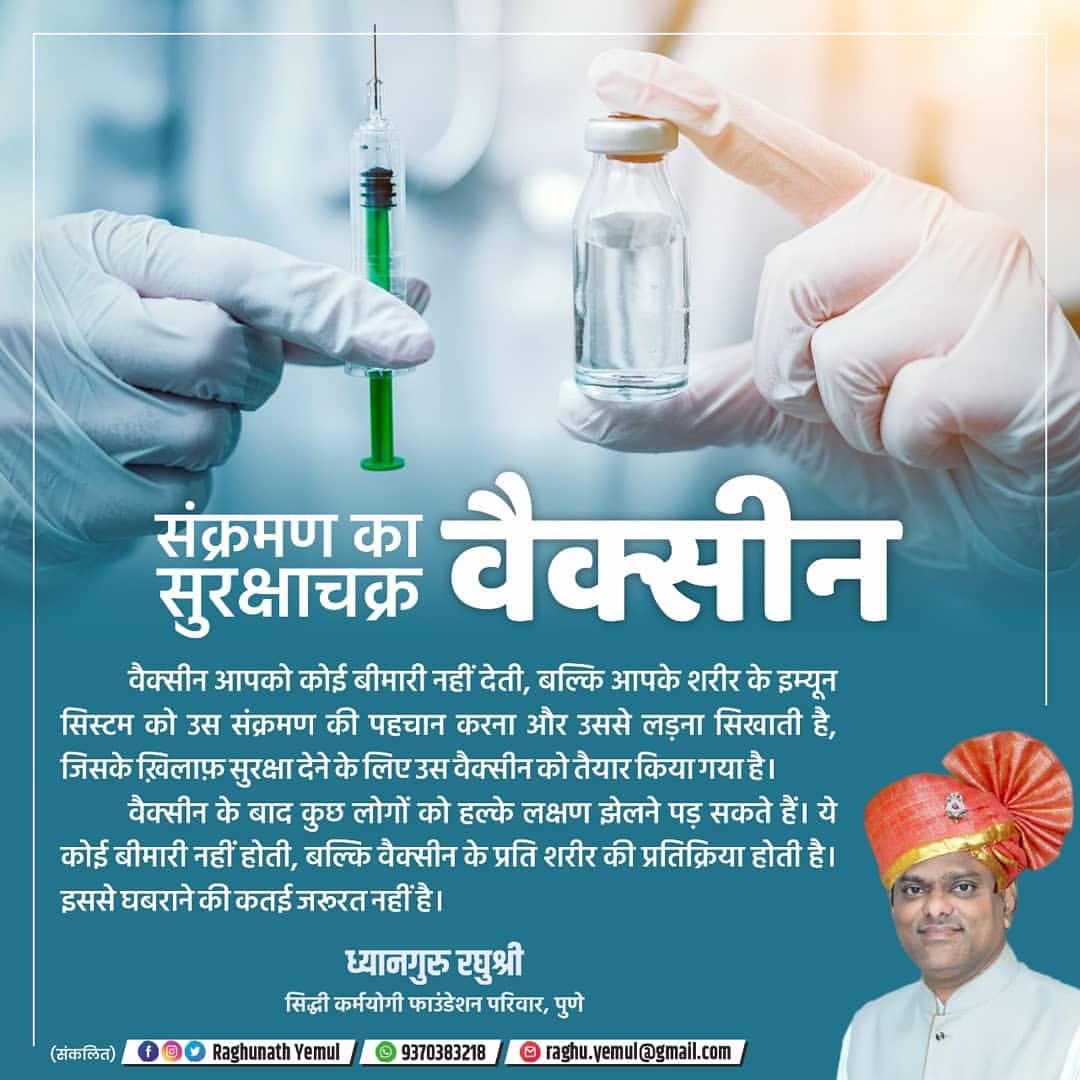 संक्रमण का
सुरक्षाचक्र
वैक्सीन
वैक्सीन आपको कोई बीमारी नहीं देती, बल्कि आपके शरीर के इम्यून
सिस्टम को उस संक्रमण की पहचान करना और उससे लड़ना सिखाती है,
जिसके ख़िलाफ़ सुरक्षा देने के लिए उस वैक्सीन को तैयार किया गया है।
वैक्सीन के बाद कुछ लोगों को हल्के लक्षण झेलने पड़ सकते हैं। ये
कोई बीमारी नहीं होती, बल्कि वैक्सीन के प्रति शरीर की प्रतिक्रिया होती है।
इससे घबराने की कतई जरूरत नहीं है।
ध्यानगुरु रघुश्री
सिद्धी कर्मयोगी फाउंडेशन परिवार, पुणे
(संकलित) Raghunath Yemul 9370383218 raghu.yemul@gmail.com